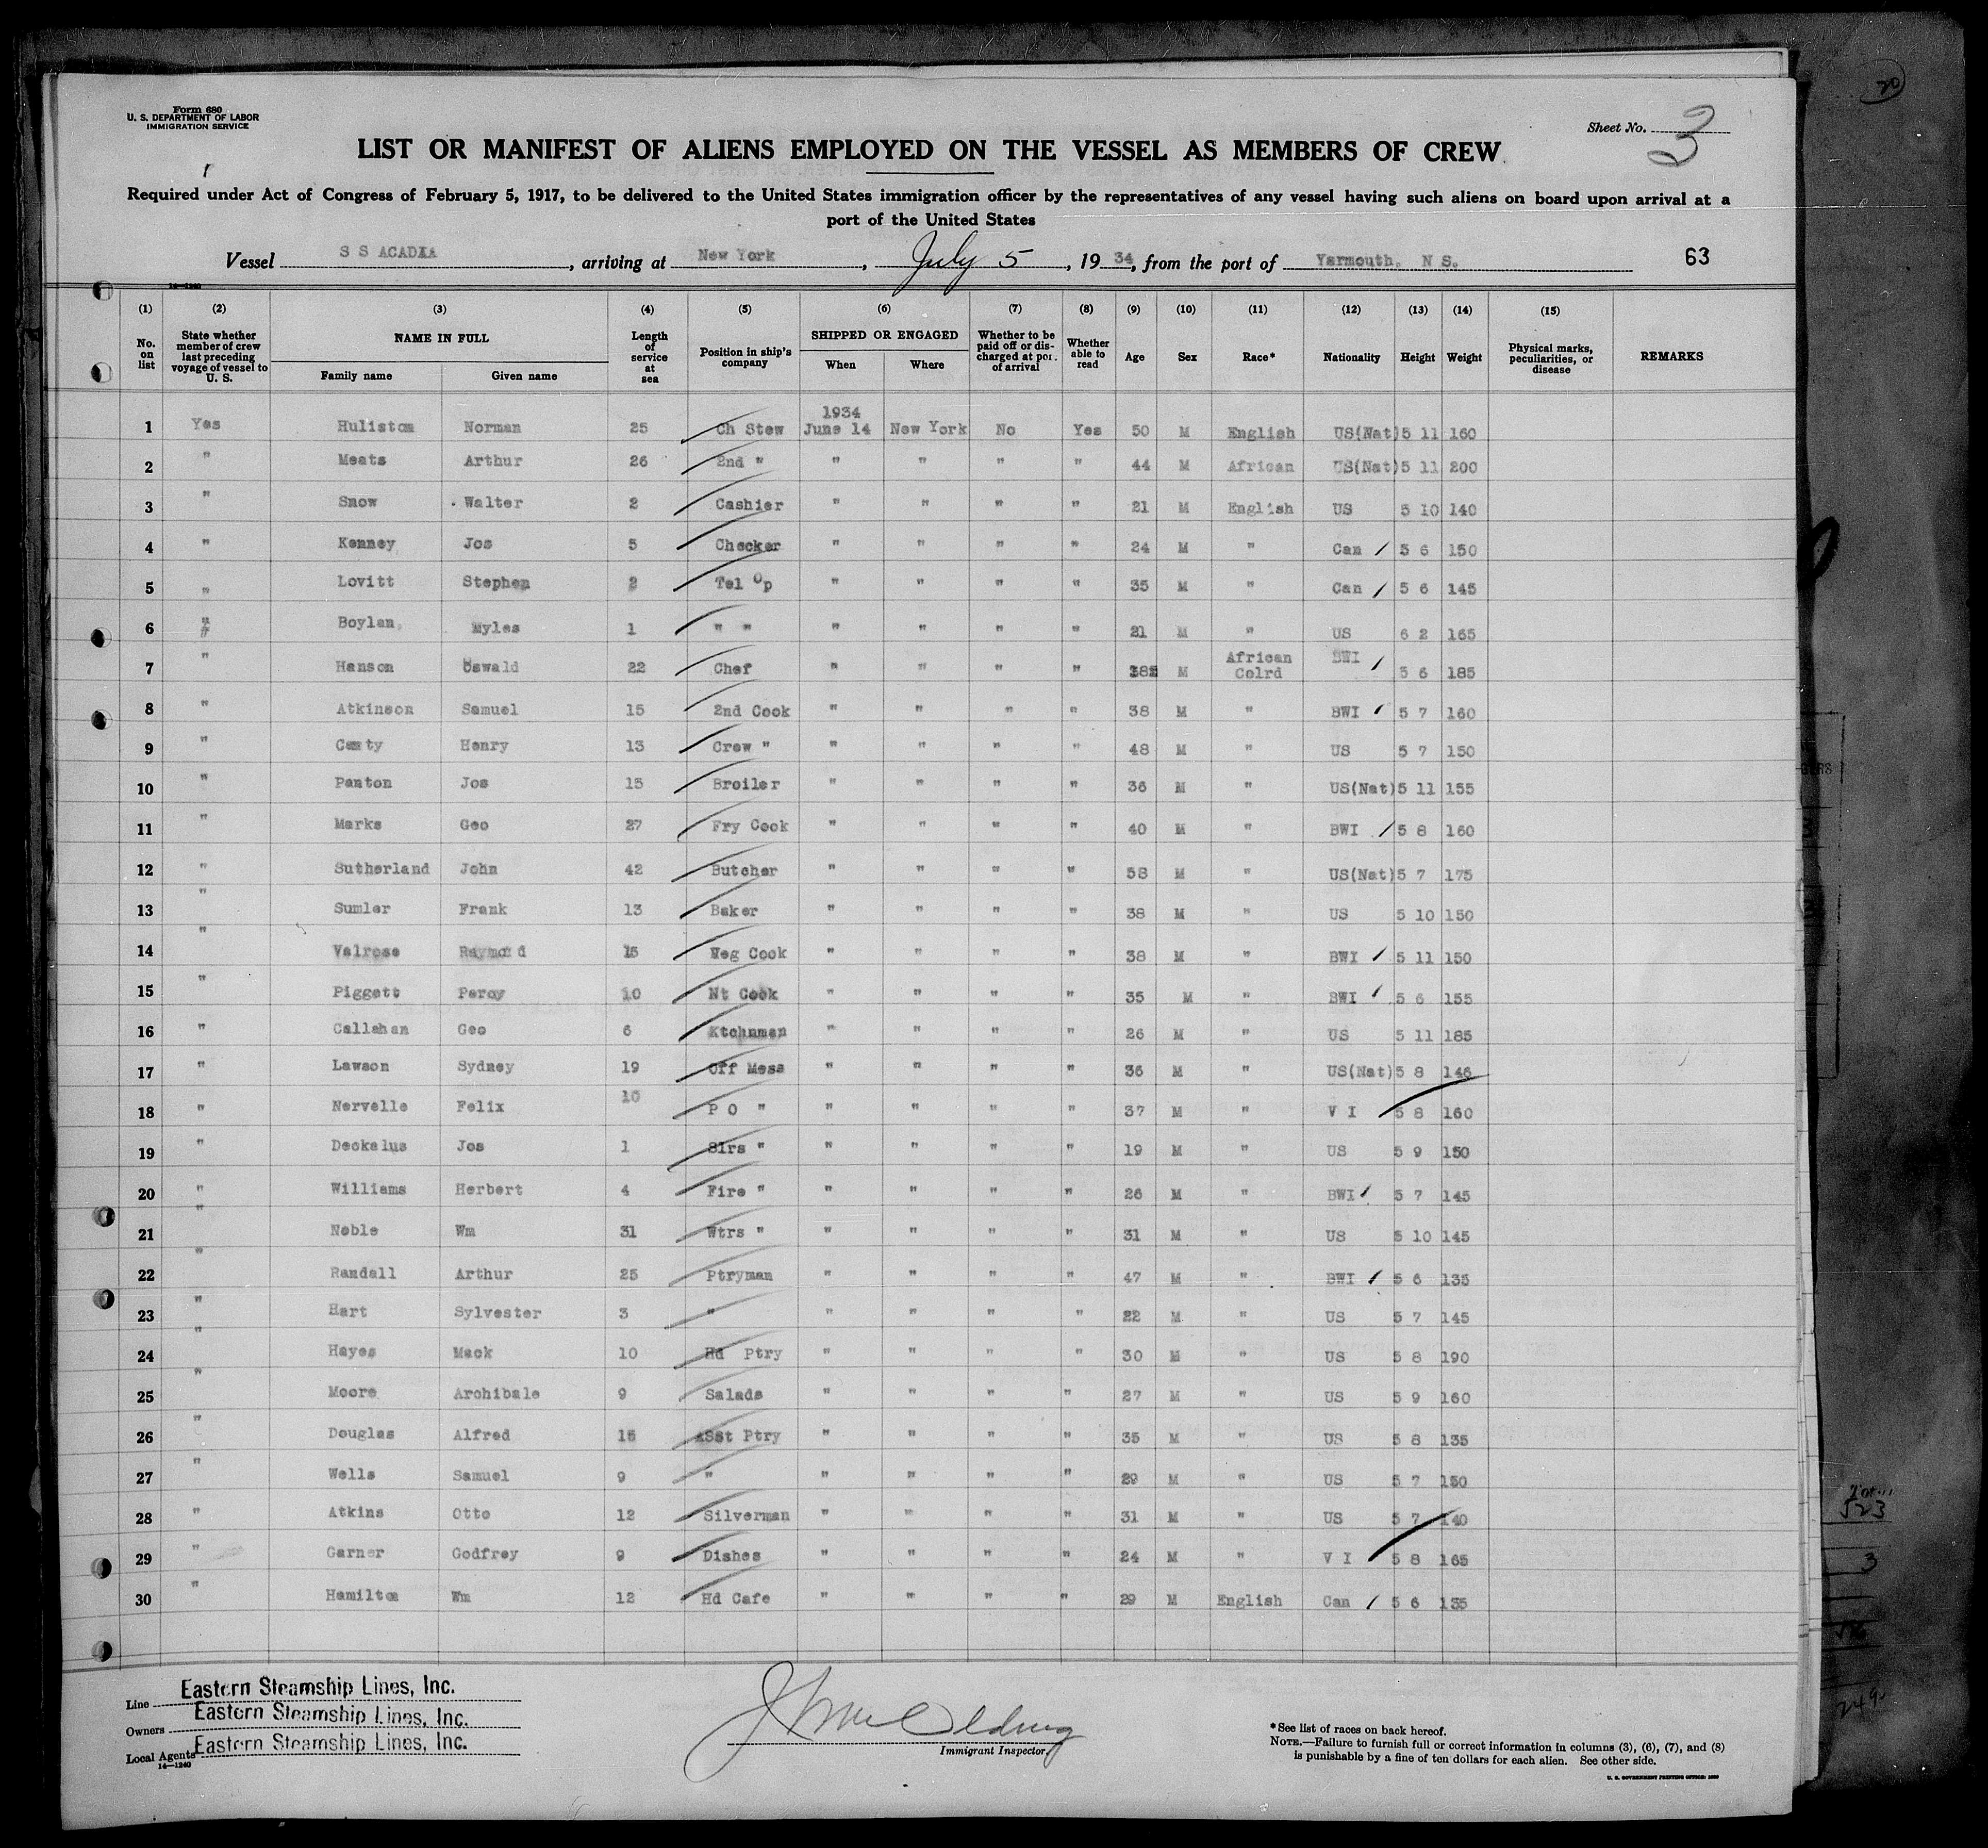 Form 680
U. S. DEPARTMENT OF LABOR
IMMIGRATION SERVICE
Sheet No. 3
LIST OR MANIFEST OF ALIENS EMPLOYED ON THE VESSEL AS MEMBERS OF CREW
Required under Act of Congress of February 5, 1917, to be delivered to the United States immigration officer by the representatives of any vessel having such aliens on board upon arrival at a
port of the United States
Vessel S S ACADIA, arriving at New York, July 5, 1934, from the port of Yarmouth, N S. 63
14—1240
(1) (2) (3) (4) (5) (6) (7) (8) (9) (10) (11) (12) (13) (14) (15)
No. on list State whether member of crew last preceding voyage of vessel to U. S. NAME IN FULL Family name Given name Length of service at sea Position in ship's company SHIPPED OR ENGAGED When Where Whether to be paid off or discharged at port of arrival Whether able to read Age Sex Race* Nationality Height Weight Physical marks, peculiarities, or disease REMARKS
1934
1 Yes Huliston Norman 25 Ch Stew June 14 New York No Yes 50 M English US(Nat) 5 11 160
2 " Meats Arthur 26 2nd " " " " " 44 M African US(Nat) 5 11 200
3 " Snow Walter 2 Cashier " " " " 21 M English US 5 10 140
4 " Kenney Jos 5 Checker " " " " 24 M " Can 5 6 150
5 " Lovitt Stephen 2 Tel Op " " " " 35 M " Can 5 6 145
6 " Boylan, Myles 1 " " " " " " 21 M " US 6 2 165
7 " Hanson Oswald 22 Chef " " " " 38 M African Colrd BWI 5 6 185
8 " Atkinson Samuel 15 2nd Cook " " " " 38 M " BWI 5 7 160
9 " Canty Henry 13 Crew " " " " " 48 M " US 5 7 150
10 " Panton Jos 15 Broiler " " " " 36 M " US(Nat) 5 11 155
11 " Marks Geo 27 Fry Cook " " " " 40 M " BWI 5 8 160
12 " Sutherland John 42 Butcher " " " " 58 M " US(Nat) 5 7 175
13 " Sumler Frank 13 Baker " " " " 38 M " US 5 10 150
14 " Valrose Raymond 15 Veg Cook " " " " 38 M " BWI 5 11 150
15 " Piggett Percy 10 Nt Cook " " " " 35 M " BWI 5 6 155
16 " Callahan Geo 6 Ktchnman " " " " 26 M " US 5 11 185
17 " Lawson Sydney 19 Off Mess " " " " 36 M " US(Nat) 5 8 146
18 " Nervelle Felix 10 P O " " " " " 37 M " V I 5 8 160
19 " Deckalus Jos 1 Slrs " " " " " 19 M " US 5 9 150
20 " Williams Herbert 4 Fire " " " " " 26 M " BWI 5 7 145
21 " Noble Wm 31 Wtrs " " " " " 31 M " US 5 10 145
22 " Randall Arthur 25 Ptryman " " " " 47 M " BWI 5 6 135
23 " Hart Sylvester 3 " " " " " 22 M " US 5 7 145
24 " Hayes Mack 10 Hd Ptry " " " " 30 M " US 5 8 190
25 " Moore Archibale 9 Salads " " " " 27 M " US 5 9 160
26 " Douglas Alfred 15 ASst Ptry " " " " 35 M " US 5 8 135
27 " Wells Samuel 9 " " " " " 29 M " US 5 7 150
28 " Atkins Otto 12 Silverman " " " " 31 M " US 5 7 140
29 " Garner Godfrey 9 Dishes " " " " 24 M " V I 5 8 165
30 " Hamilton Wm 12 Hd Cafe " " " " 29 M English Can 5 6 135
Line Eastern Steamship Lines, Inc.
Owners Eastern Steamship Lines, Inc.
Local Agents Eastern Steamship Lines, Inc.
14—1240
Immigrant Inspector.
*See list of races on back hereof.
NOTE.—Failure to furnish full or correct information in columns (3), (6), (7), and (8)
is punishable by a fine of ten dollars for each alien. See other side.
U. S. GOVERNMENT PRINTING OFFICE: 1930
20
523
3
249